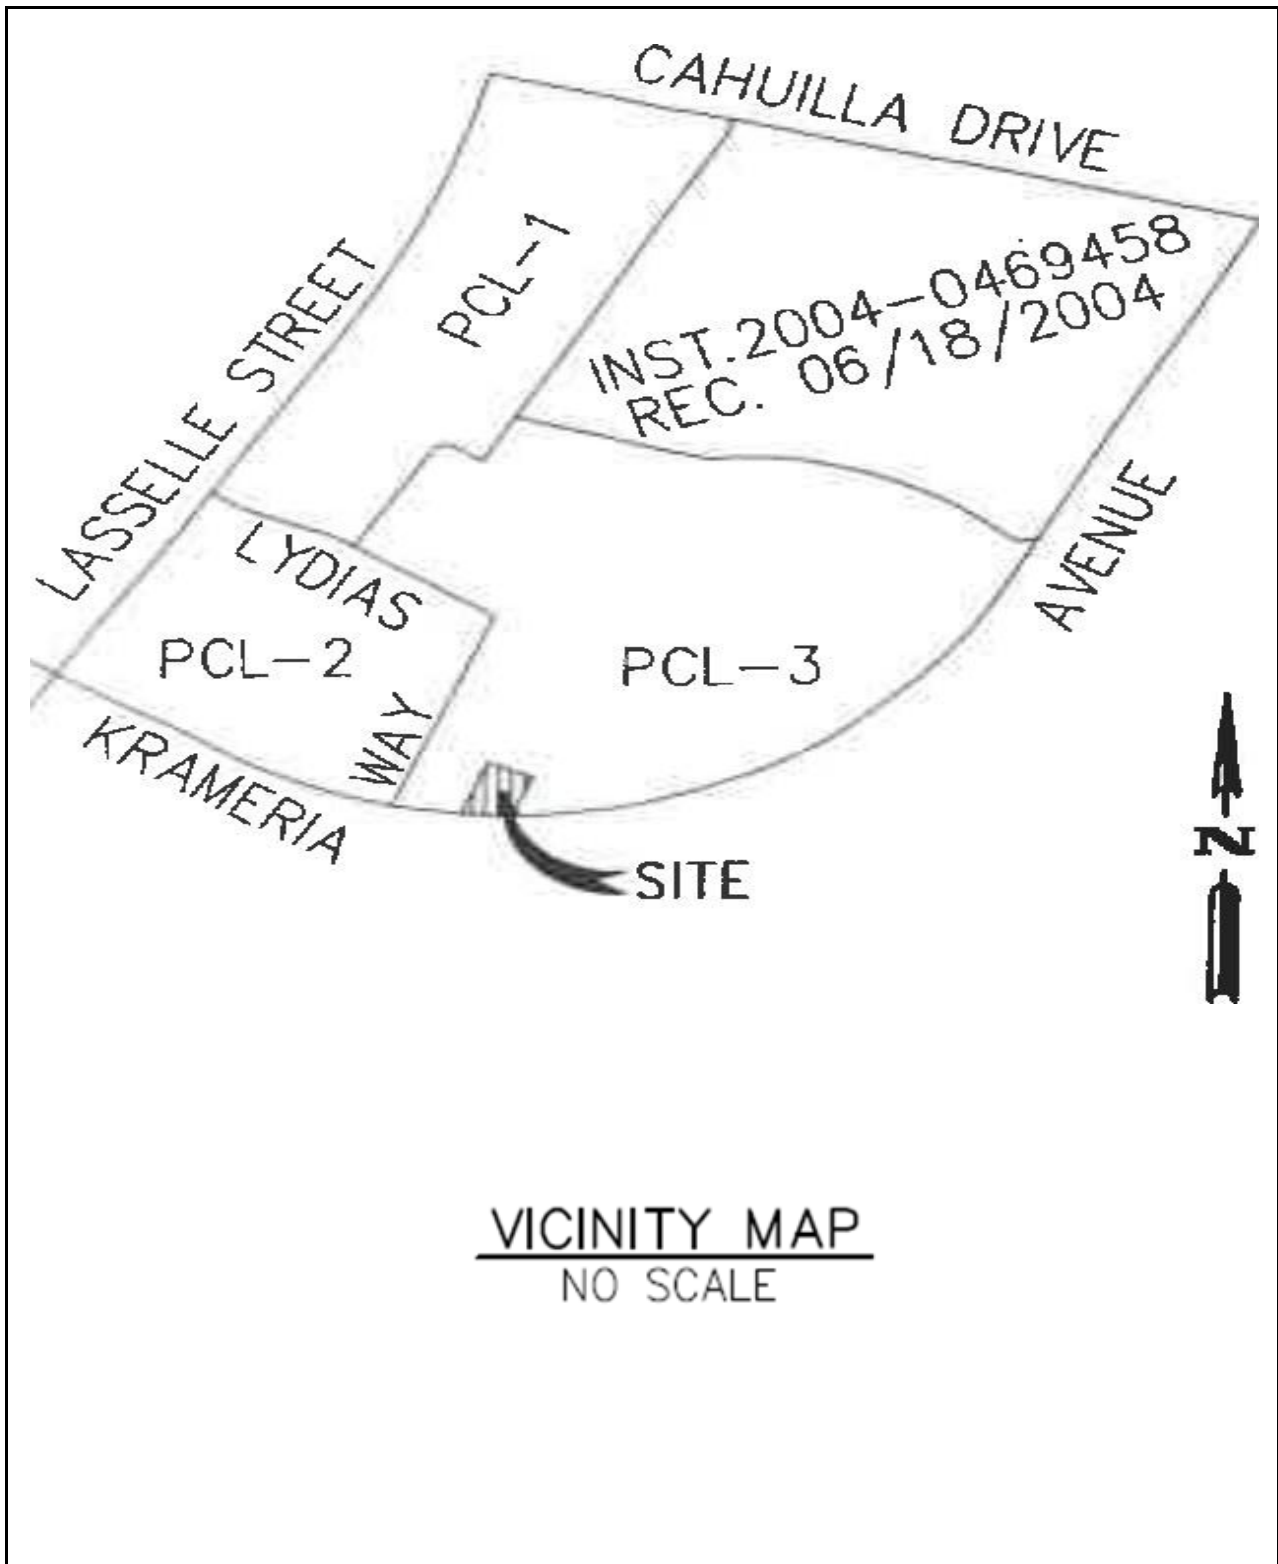 CAHUILLA DRIVE
PCL-1
INST.2004-0469458
REC. 06/18/2004
LASSELLE STREET
LYDIAS
WAY
AVENUE
PCL-2
PCL-3
KRAMERIA
SITE
N
VICINITY MAP
NO SCALE